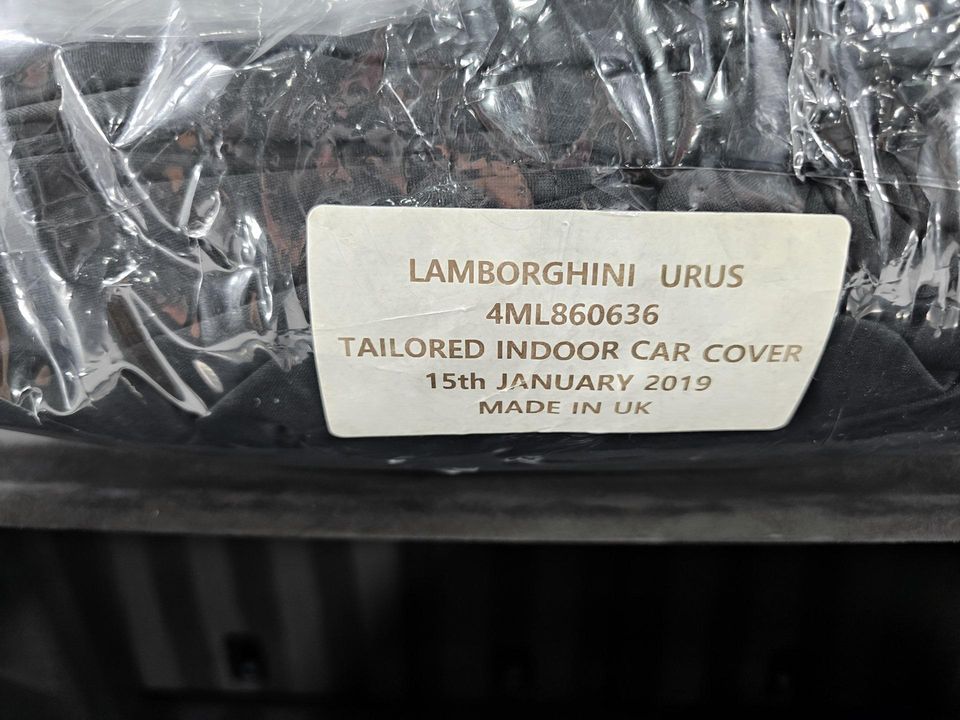 LAMBORGHINI URUS
4ML860636
TAILORED INDOOR CAR COVER
15th JANUARY 2019
MADE IN UK